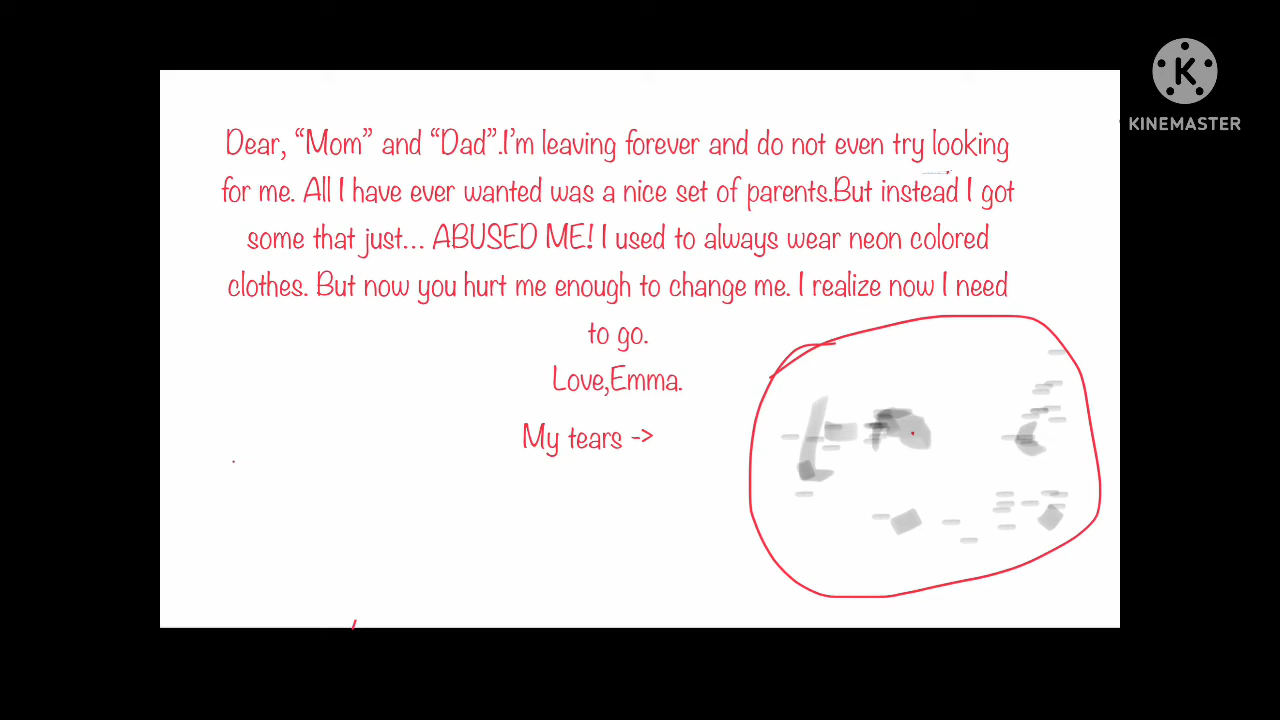 Dear, “Mom” and “Dad”.I’m leaving forever and do not even try looking
for me. All I have ever wanted was a nice set of parents.But instead I got
some that just... ABUSED ME! I used to always wear neon colored
clothes. But now you hurt me enough to change me. I realize now I need
to go.
Love,Emma.
My tears ->
K
KINEMASTER